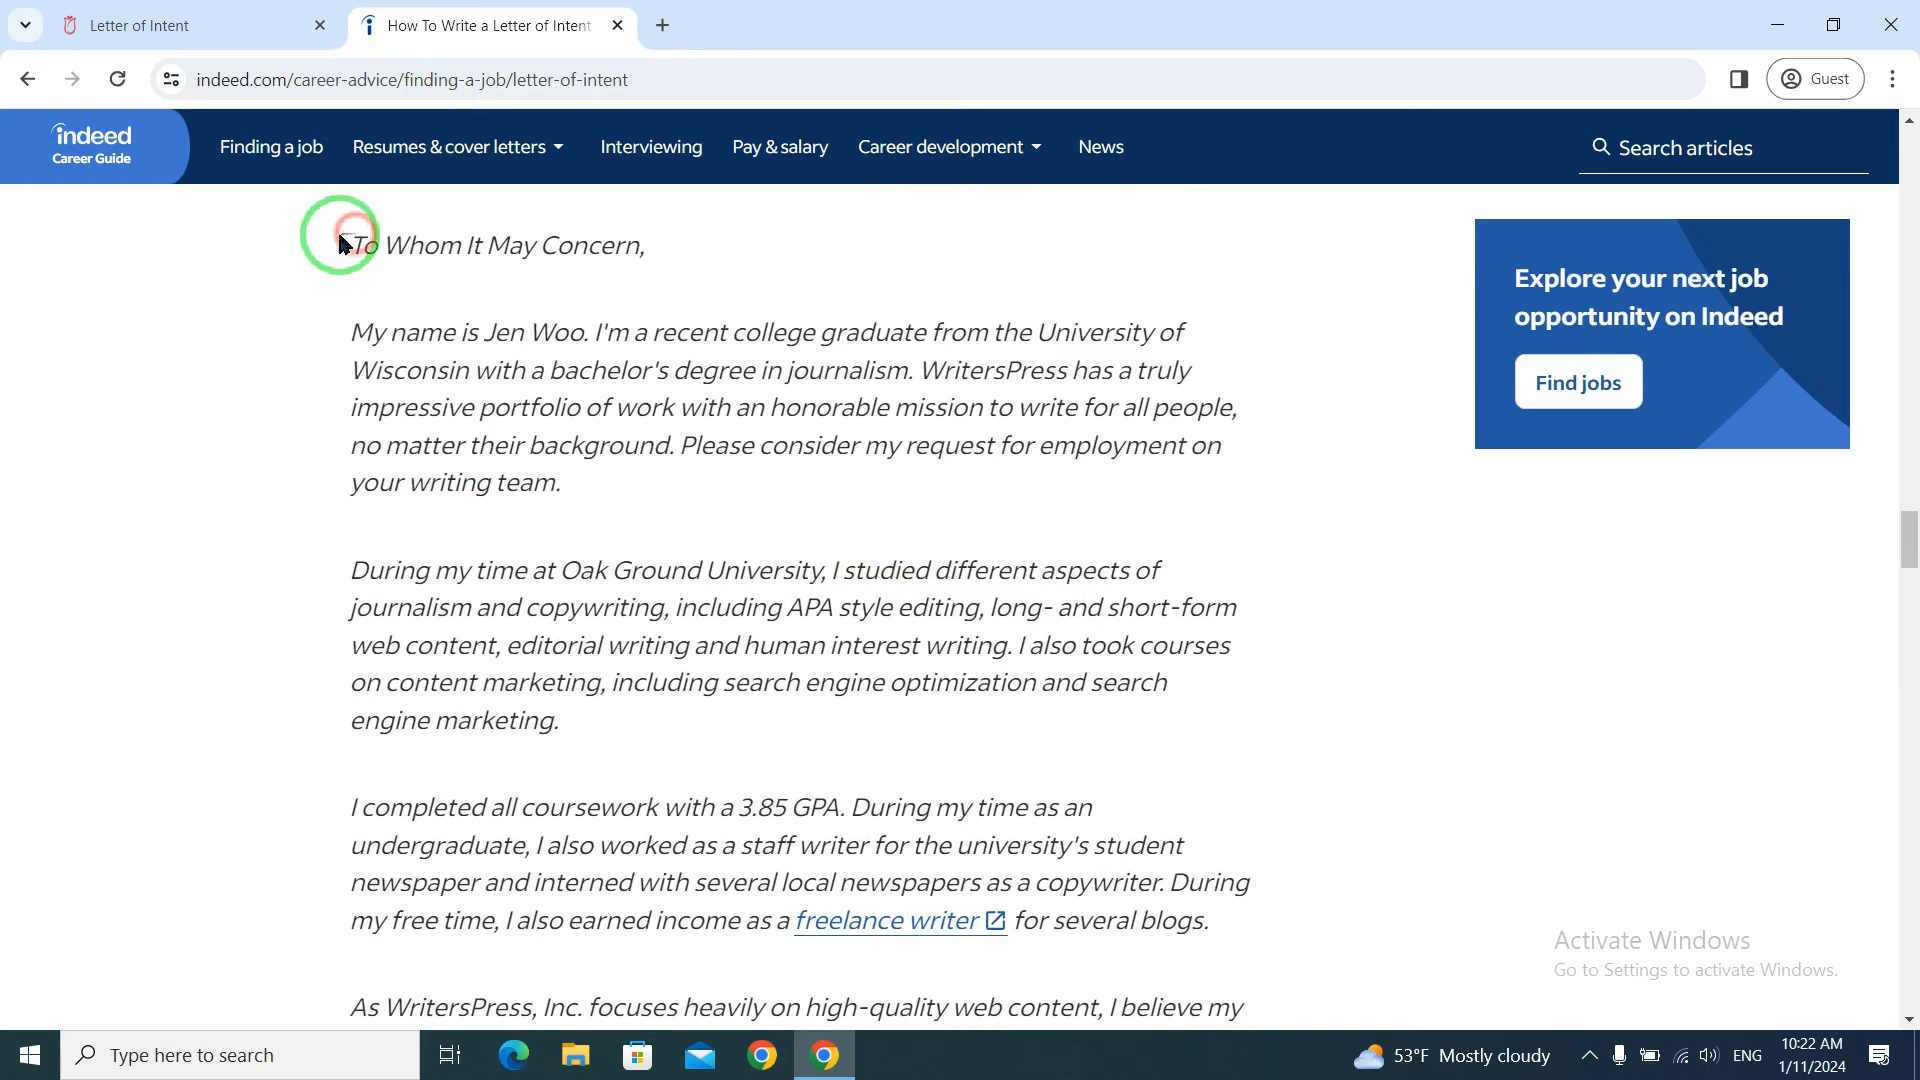 Letter of Intent
How To Write a Letter of Intent
indeed.com/career-advice/finding-a-job/letter-of-intent
Guest
indeed
Career Guide
Finding a job
Resumes & cover letters
Interviewing
Pay & salary
Career development
News
Search articles
To Whom It May Concern,
My name is Jen Woo. I'm a recent college graduate from the University of
Wisconsin with a bachelor's degree in journalism. WritersPress has a truly
impressive portfolio of work with an honorable mission to write for all people,
no matter their background. Please consider my request for employment on
your writing team.
During my time at Oak Ground University, I studied different aspects of
journalism and copywriting, including APA style editing, long- and short-form
web content, editorial writing and human interest writing. I also took courses
on content marketing, including search engine optimization and search
engine marketing.
I completed all coursework with a 3.85 GPA. During my time as an
undergraduate, I also worked as a staff writer for the university's student
newspaper and interned with several local newspapers as a copywriter. During
my free time, I also earned income as a freelance writer for several blogs.
As WritersPress, Inc. focuses heavily on high-quality web content, I believe my
Explore your next job
opportunity on Indeed
Find jobs
Activate Windows
Go to Settings to activate Windows.
Type here to search
53°F Mostly cloudy
ENG
10:22 AM
1/11/2024